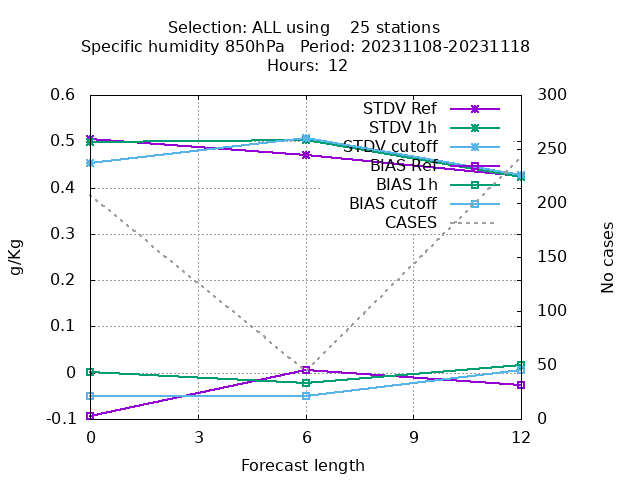 Selection: ALL using    25 stations
Specific humidity 850hPa   Period: 20231108-20231118
Hours: 12
0.6
0.5
0.4
0.3
0.2
0.1
0
-0.1
300
250
200
150
100
50
0
0 3 6 9 12
g/Kg
No cases
Forecast length
STDV Ref
STDV 1h
STDV cutoff
BIAS Ref
BIAS 1h
BIAS cutoff
CASES